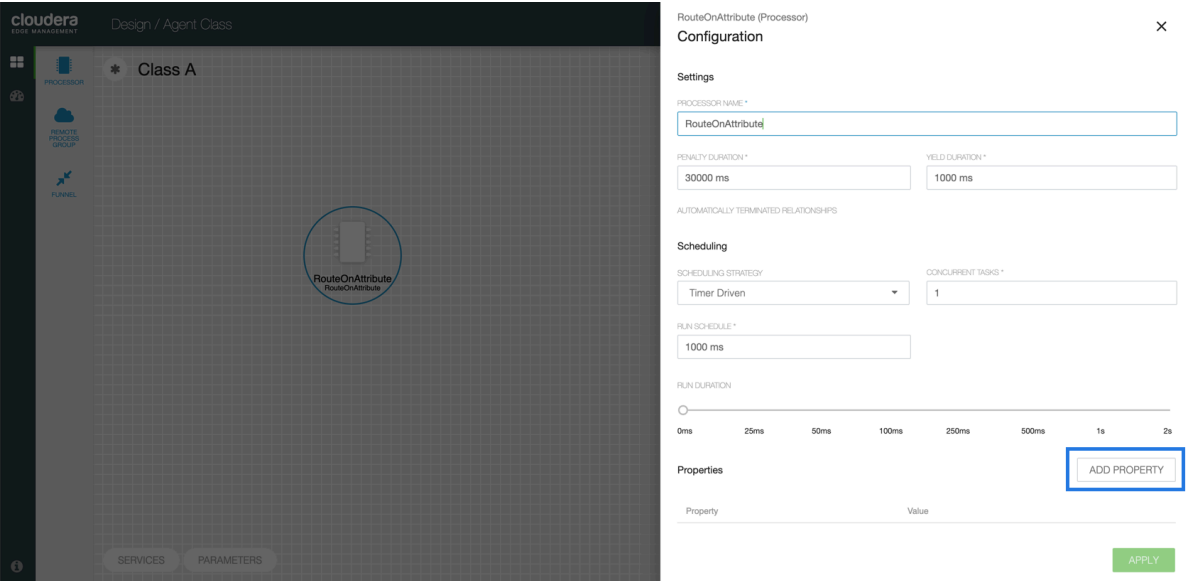 cloudera
EDGE MANAGEMENT
Design / Agent Class
PROCESSOR
REMOTE
PROCESS
GROUP
FUNNEL
Class A
RouteOnAttribute
RouteOnAttribute
SERVICES
PARAMETERS
RouteOnAttribute (Processor)
Configuration
Settings
PROCESSOR NAME *
RouteOnAttribute
PENALTY DURATION * YIELD DURATION *
30000 ms 1000 ms
AUTOMATICALLY TERMINATED RELATIONSHIPS
Scheduling
SCHEDULING STRATEGY CONCURRENT TASKS *
Timer Driven 1
RUN SCHEDULE *
1000 ms
RUN DURATION
0ms 25ms 50ms 100ms 250ms 500ms 1s 2s
Properties ADD PROPERTY
Property Value
APPLY